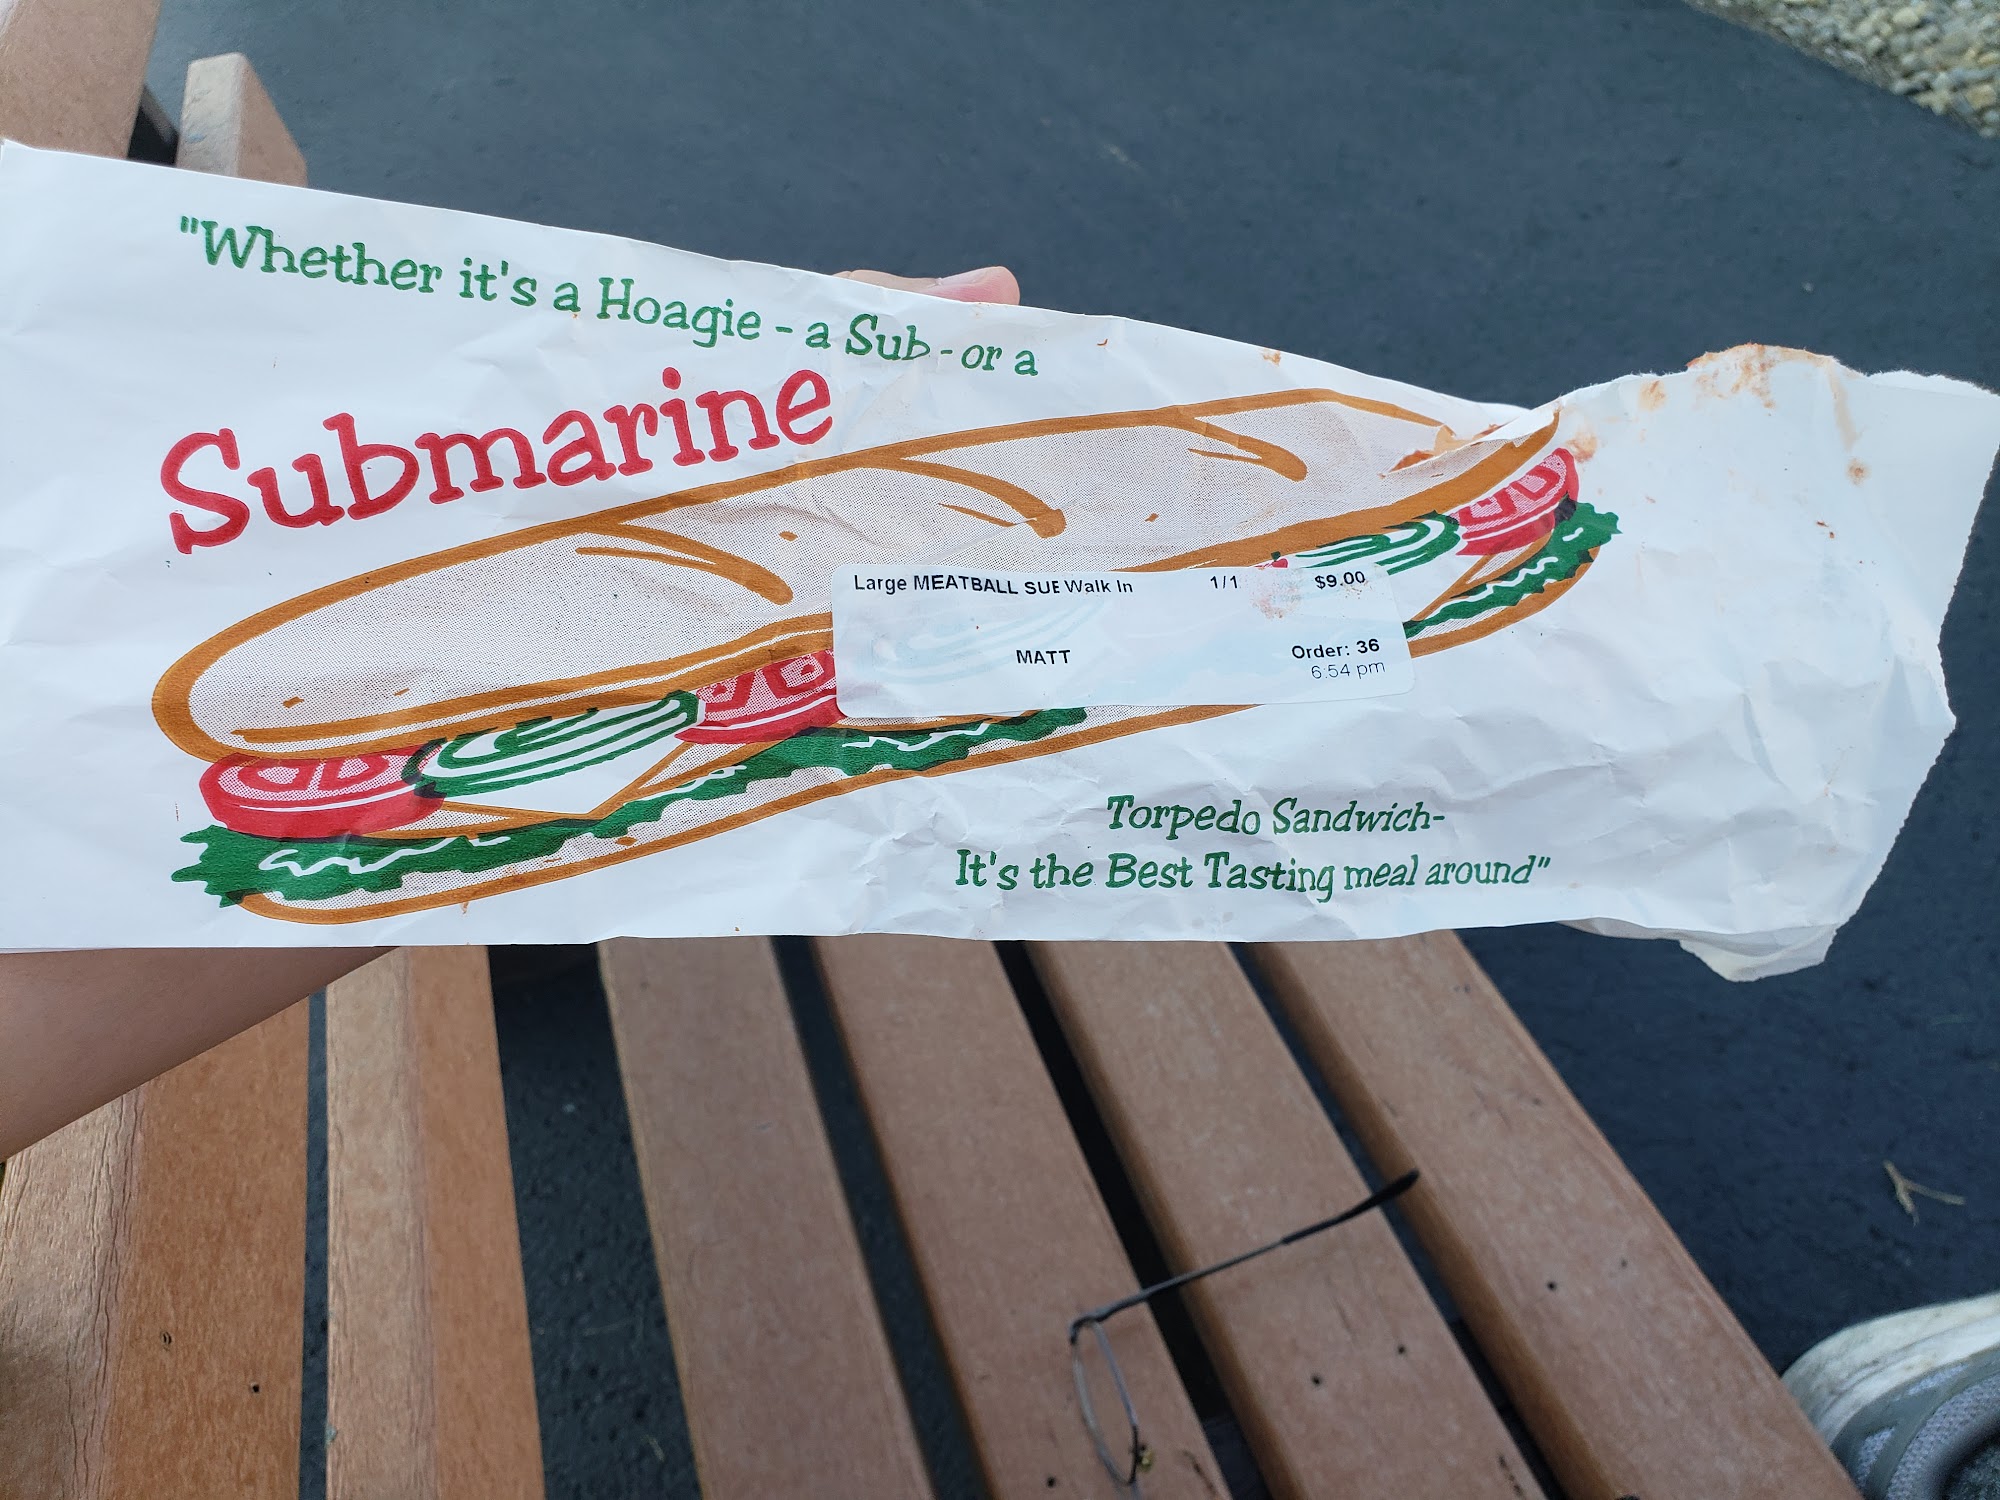 "Whether it's a Hoagie - a Sub - or a
Submarine
Large MEATBALL SUE Walk In 1/1 $9.00
MATT Order: 36
6:54 pm
Torpedo Sandwich-
It's the Best Tasting meal around"